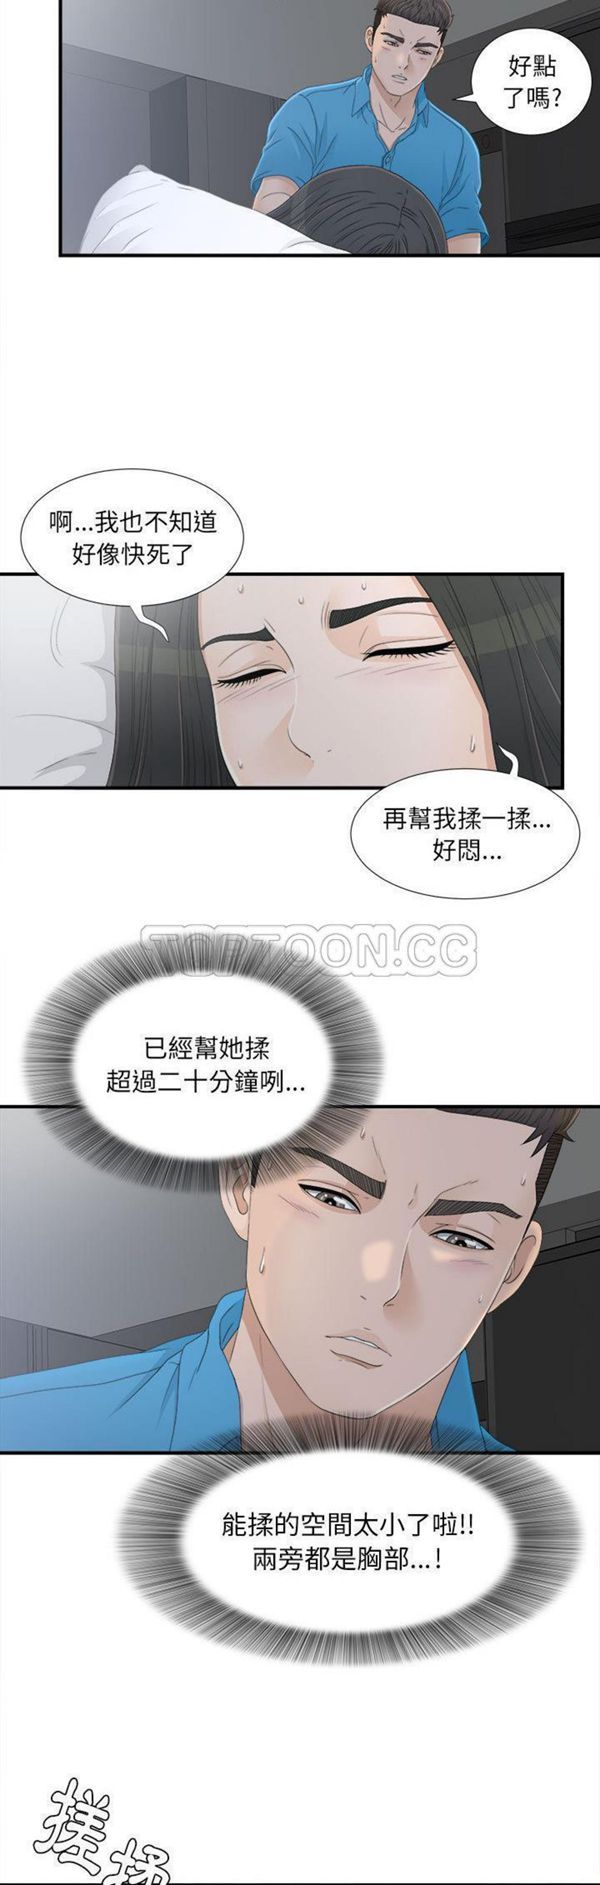 好點
了嗎?
啊...我也不知道
好像快死了
再幫我揉一揉...
好悶...
TOPTOON.CC
已經幫她揉
超過二十分鐘咧...
能揉的空間太小了啦!!
兩旁都是胸部...!
搓揉